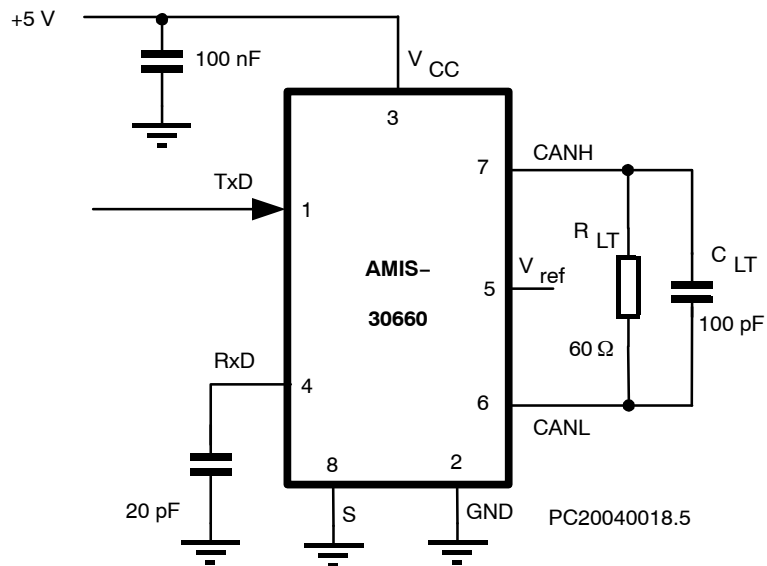 +5 V
100 nF
V CC
3
7
CANH
TxD
1
R LT
C LT
AMIS−
30660
5
V ref
100 pF
60 Ω
RxD
4
6
CANL
8
2
20 pF
S
GND
PC20040018.5